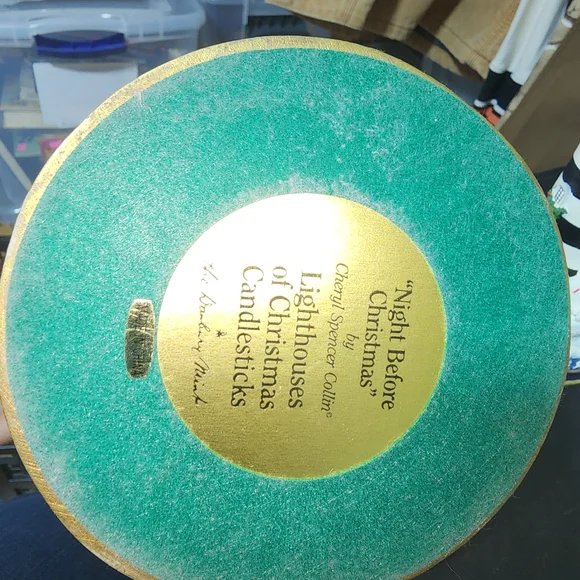 "Night Before
Christmas"
by
Cheryl Spencer Collin©
Lighthouses
of Christmas
Candlesticks
The Danbury Mint